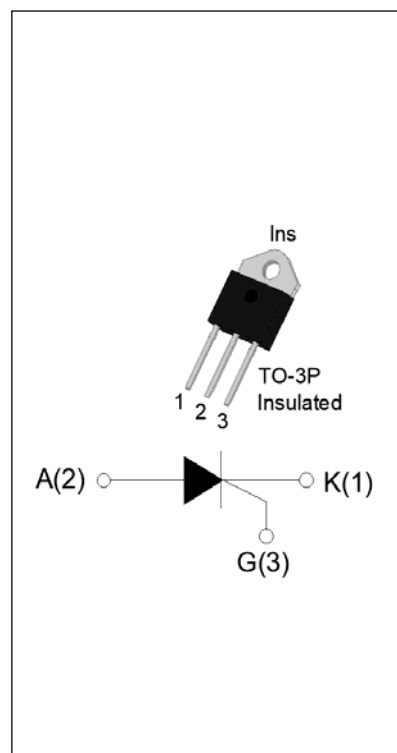 Ins
TO-3P
Insulated
1
2
3
A(2)
K(1)
G(3)